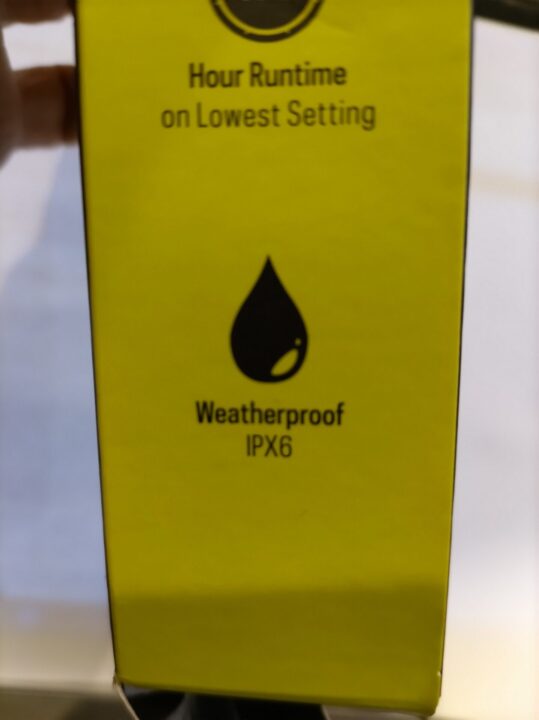 Hour Runtime
on Lowest Setting
Weatherproof
IPX6